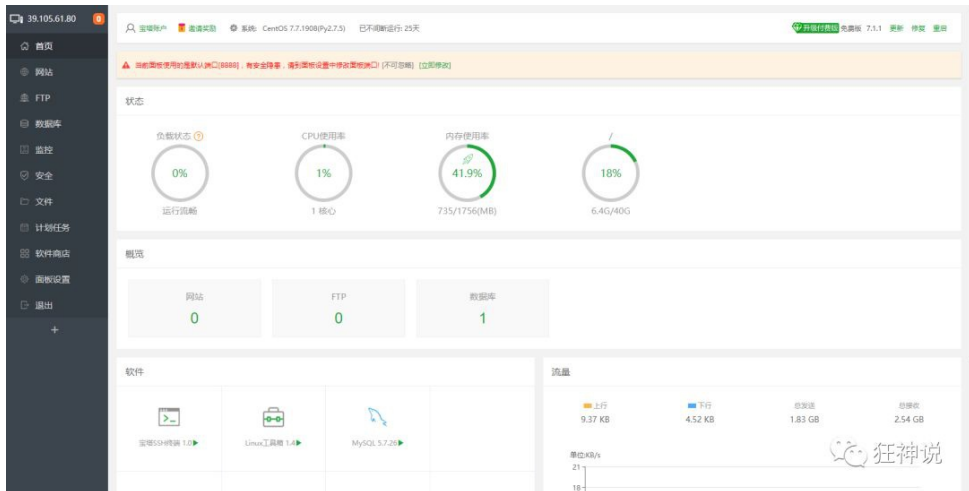 39.105.61.80 0
首页
网站
FTP
数据库
监控
安全
文件
计划任务
软件商店
面板设置
退出
+
宝塔账户 邀请奖励 系统: CentOS 7.7.1908(Py2.7.5) 已不间断运行: 25天 升级付费版 免费版 7.1.1 更新 修复 重启
当前面板使用的是默认端口[8888], 有安全隐患, 请到面板设置中修改面板端口! [不可忽略] [立即修改]
状态
负载状态 ? CPU使用率 内存使用率 /
0% 1% 41.9% 18%
运行流畅 1 核心 735/1756(MB) 6.4G/40G
概览
网站 FTP 数据库
0 0 1
软件 流量
宝塔SSH终端 1.0 Linux工具箱 1.4 MySQL 5.7.26
上行 下行 总发送 总接收
9.37 KB 4.52 KB 1.83 GB 2.54 GB
单位:KB/s
21
18
狂神说